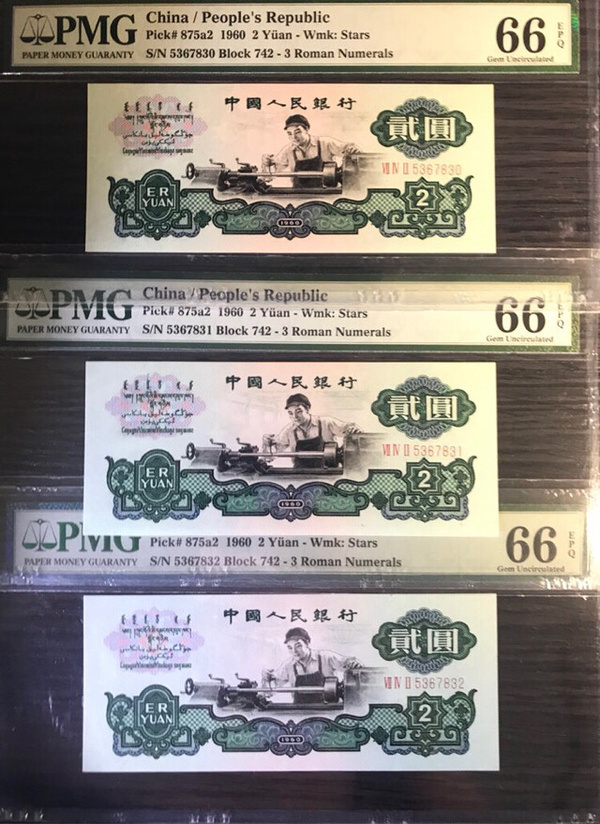 PMG
PAPER MONEY GUARANTY
China / People's Republic
Pick# 875a2 1960 2 Yüan - Wmk: Stars
S/N 5367830 Block 742 - 3 Roman Numerals
66 EPQ
Gem Uncirculated
中國人民銀行
貳圓
VII IV II 5367830
ER
YUAN
1960
2
PMG
PAPER MONEY GUARANTY
China / People's Republic
Pick# 875a2 1960 2 Yüan - Wmk: Stars
S/N 5367831 Block 742 - 3 Roman Numerals
66 EPQ
Gem Uncirculated
中國人民銀行
貳圓
VII IV II 5367831
ER
YUAN
1960
2
PMG
PAPER MONEY GUARANTY
Pick# 875a2 1960 2 Yüan - Wmk: Stars
S/N 5367832 Block 742 - 3 Roman Numerals
66 EPQ
Gem Uncirculated
中國人民銀行
貳圓
VII IV II 5367832
ER
YUAN
1960
2